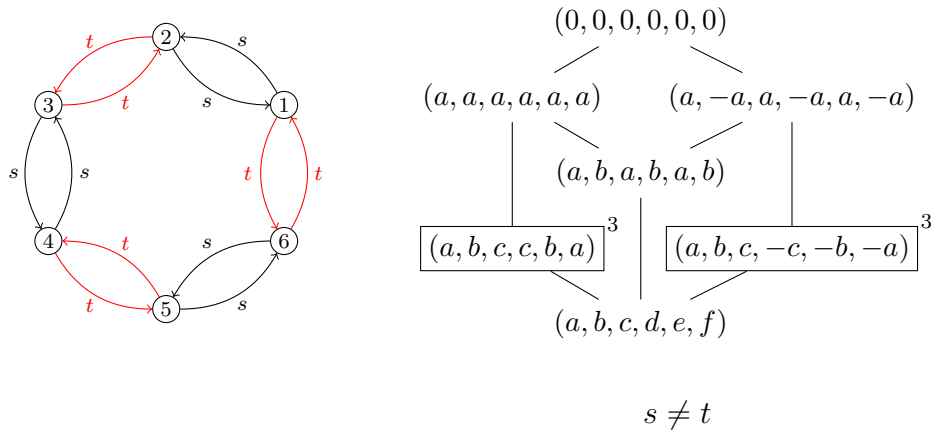 2
t
s
t
s
3
1
s
s
t
t
4
6
t
s
t
s
5
(0, 0, 0, 0, 0, 0)
(a, a, a, a, a, a)
(a, −a, a, −a, a, −a)
(a, b, a, b, a, b)
(a, b, c, c, b, a) 3
(a, b, c, −c, −b, −a) 3
(a, b, c, d, e, f)
s ≠ t